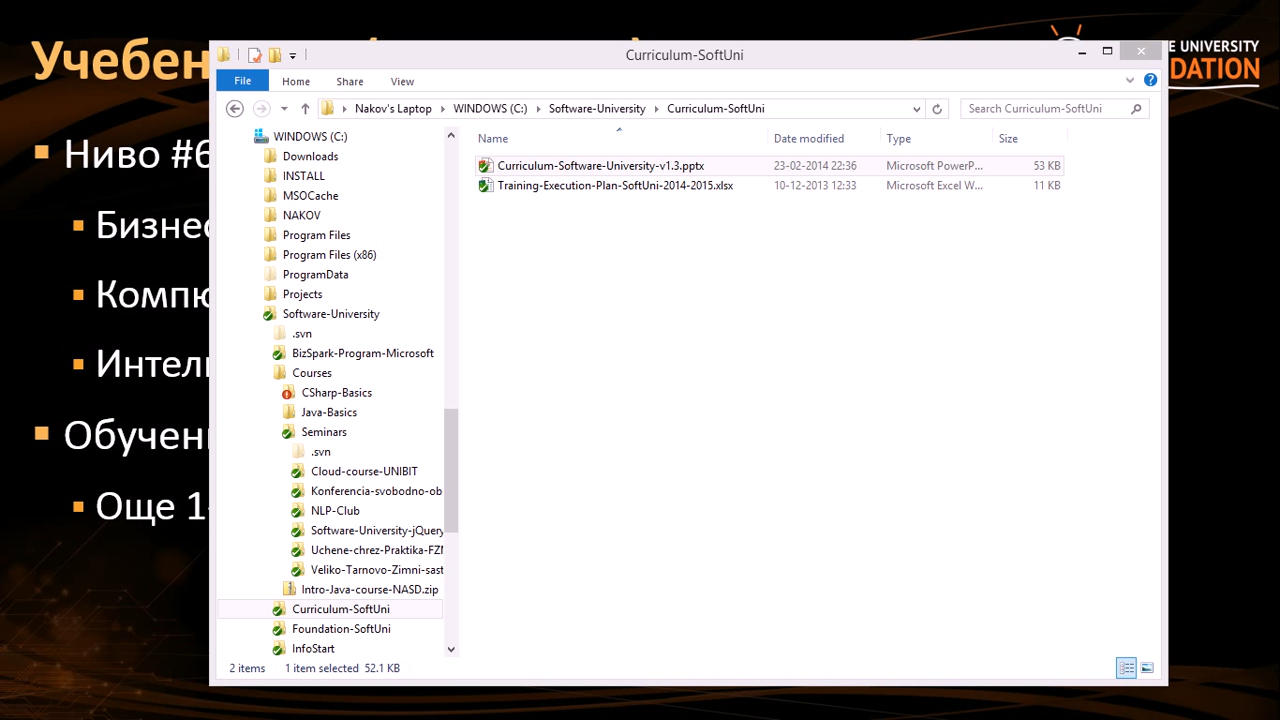 Учебен
UNIVERSITY
DATION
Curriculum-SoftUni
File Home Share View
Nakov's Laptop WINDOWS (C:) Software-University Curriculum-SoftUni
Search Curriculum-SoftUni
Name Date modified Type Size
Curriculum-Software-University-v1.3.pptx 23-02-2014 22:36 Microsoft PowerP... 53 KB
Training-Execution-Plan-SoftUni-2014-2015.xlsx 10-12-2013 12:33 Microsoft Excel W... 11 KB
WINDOWS (C:)
Downloads
INSTALL
MSOCache
NAKOV
Program Files
Program Files (x86)
ProgramData
Projects
Software-University
.svn
BizSpark-Program-Microsoft
Courses
CSharp-Basics
Java-Basics
Seminars
.svn
Cloud-course-UNIBIT
Konferencia-svobodno-ob
NLP-Club
Software-University-jQuery
Uchene-chrez-Praktika-FZM
Veliko-Tarnovo-Zimni-sast
Intro-Java-course-NASD.zip
Curriculum-SoftUni
Foundation-SoftUni
InfoStart
2 items 1 item selected 52.1 KB
Ниво #6
Бизнес
Компю
Интели
Обучени
Още 1-